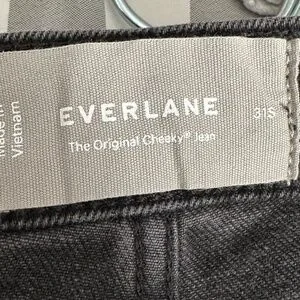 Made in
Vietnam
EVERLANE
The Original Cheeky® Jean
31S